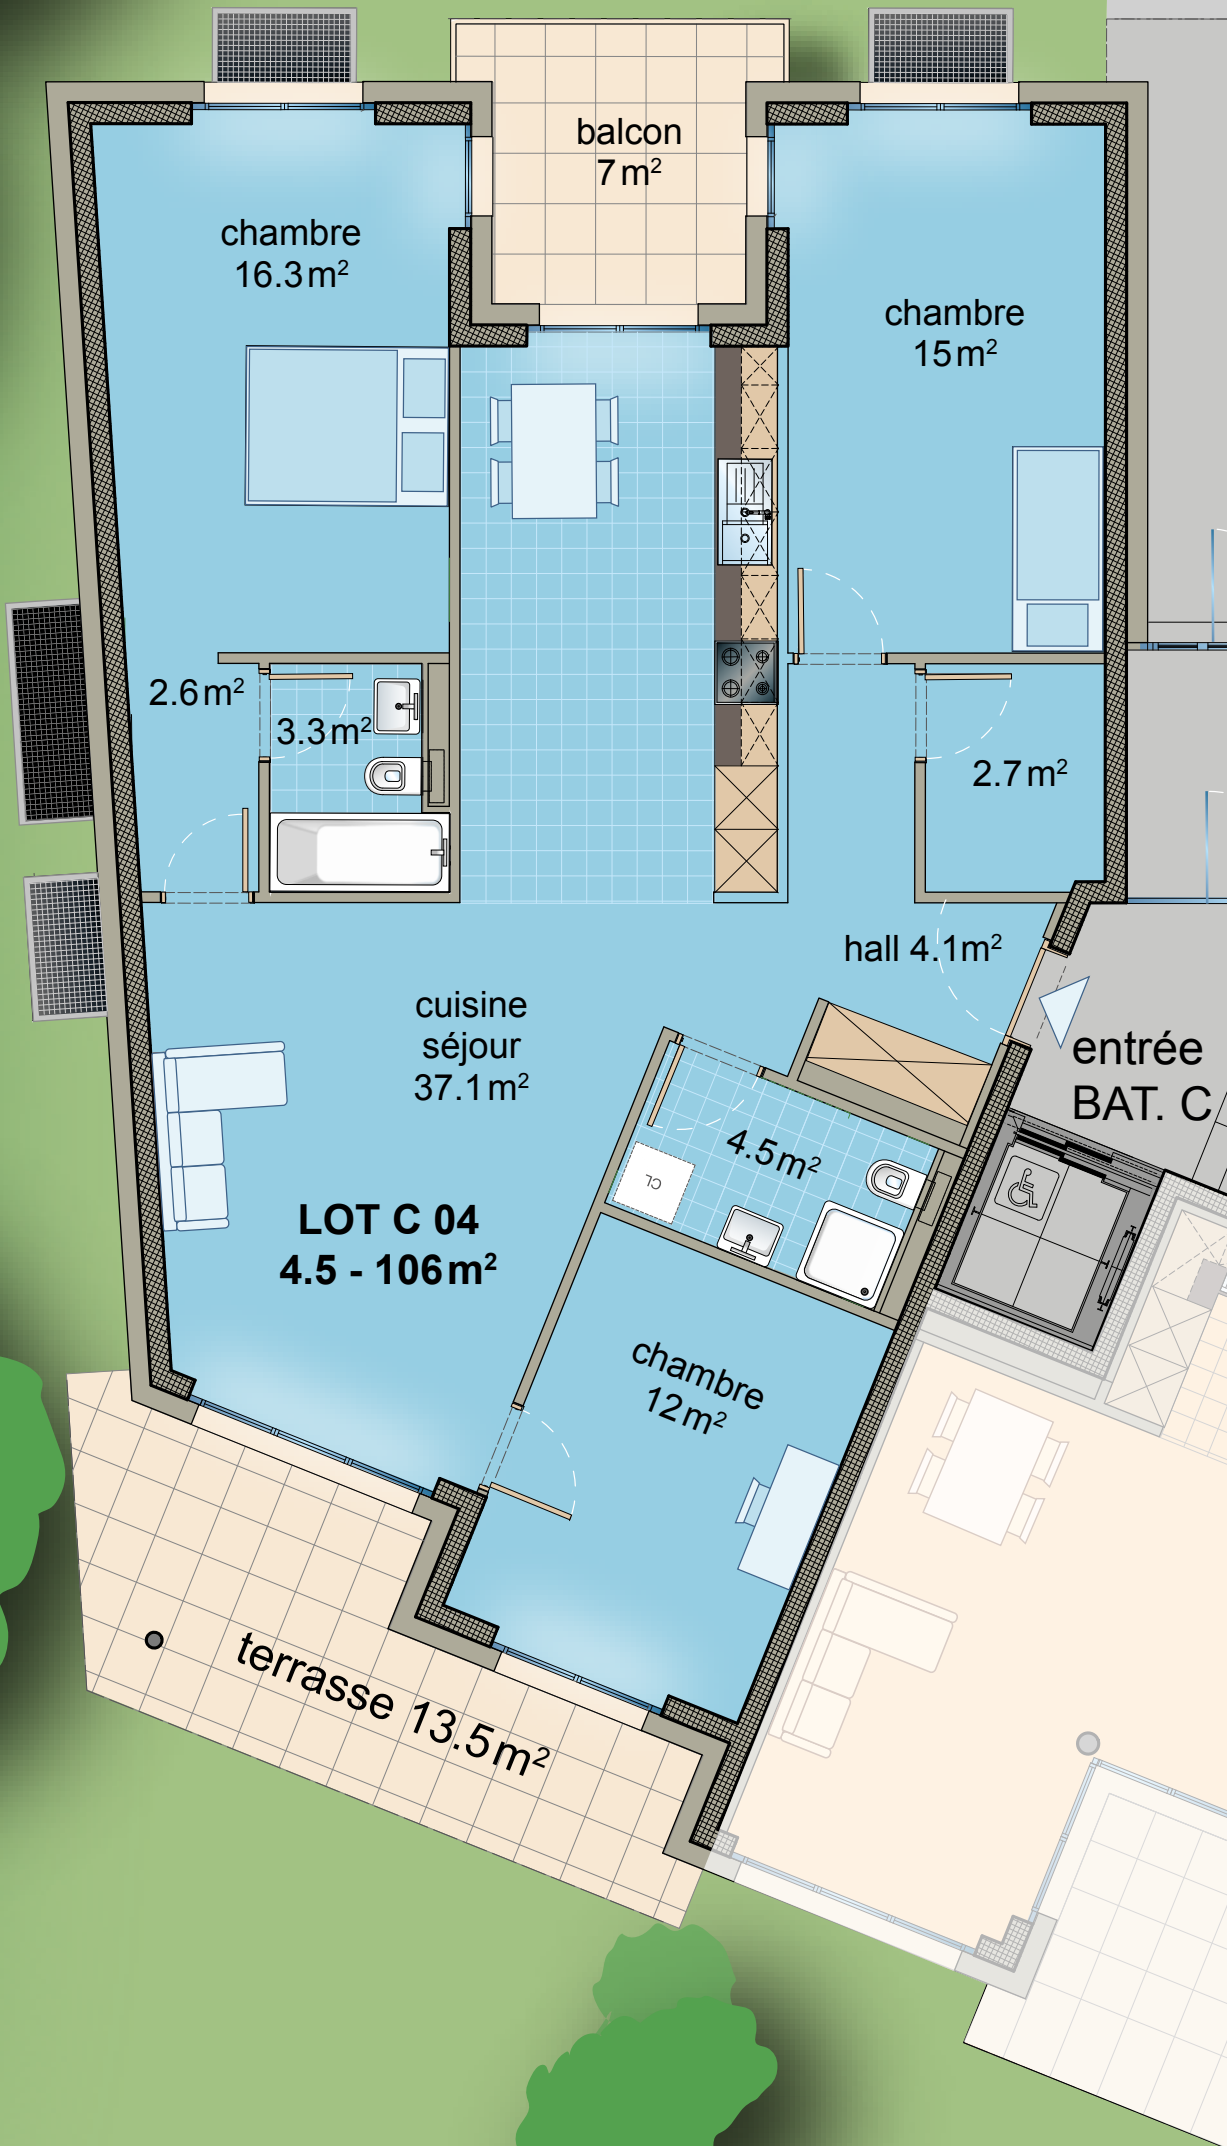 balcon
7 m²
chambre
16.3 m²
chambre
15 m²
2.6 m²
3.3 m²
2.7 m²
hall 4.1m²
cuisine
séjour
37.1 m²
entrée
BAT. C
4.5 m²
CL
LOT C 04
4.5 - 106 m²
chambre
12 m²
terrasse 13.5 m²